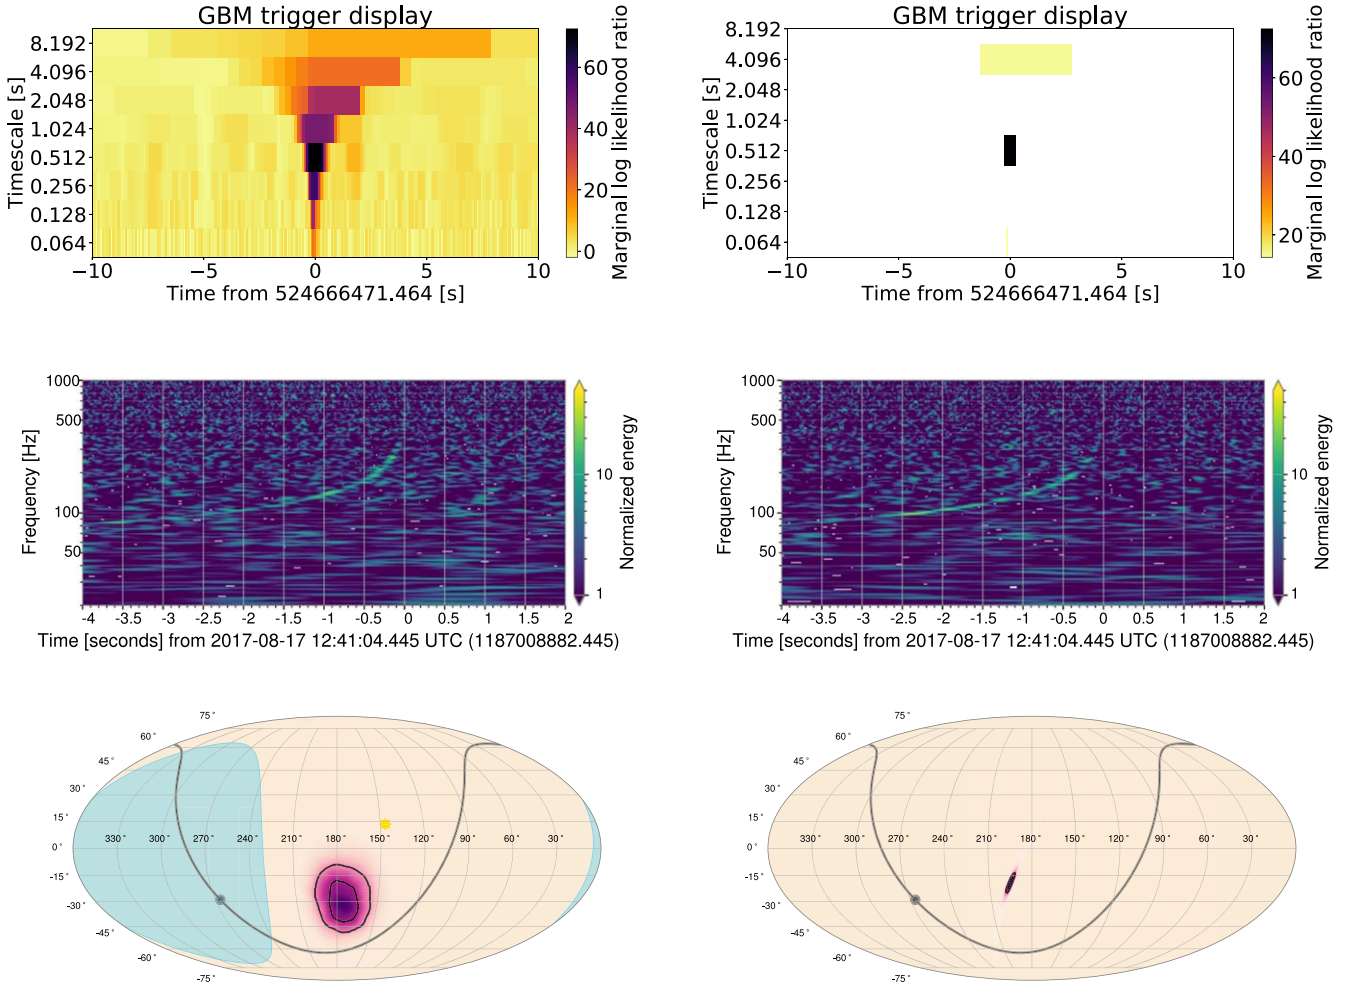 GBM trigger display
8.192
4.096
2.048
1.024
0.512
0.256
0.128
0.064
Timescale [s]
−10 −5 0 5 10
Time from 524666471.464 [s]
60
40
20
0
Marginal log likelihood ratio
GBM trigger display
8.192
4.096
2.048
1.024
0.512
0.256
0.128
0.064
Timescale [s]
−10 −5 0 5 10
Time from 524666471.464 [s]
60
40
20
Marginal log likelihood ratio
1000
500
100
50
Frequency [Hz]
-4 -3.5 -3 -2.5 -2 -1.5 -1 -0.5 0 0.5 1 1.5 2
Time [seconds] from 2017-08-17 12:41:04.445 UTC (1187008882.445)
10
1
Normalized energy
1000
500
100
50
Frequency [Hz]
-4 -3.5 -3 -2.5 -2 -1.5 -1 -0.5 0 0.5 1 1.5 2
Time [seconds] from 2017-08-17 12:41:04.445 UTC (1187008882.445)
10
1
Normalized energy
75°
60°
45°
30°
15°
330° 300° 270° 240° 210° 180° 150° 120° 90° 60° 30°
0°
-15°
-30°
-45°
-60°
-75°
75°
60°
45°
30°
15°
330° 300° 270° 240° 210° 180° 150° 120° 90° 60° 30°
0°
-15°
-30°
-45°
-60°
-75°